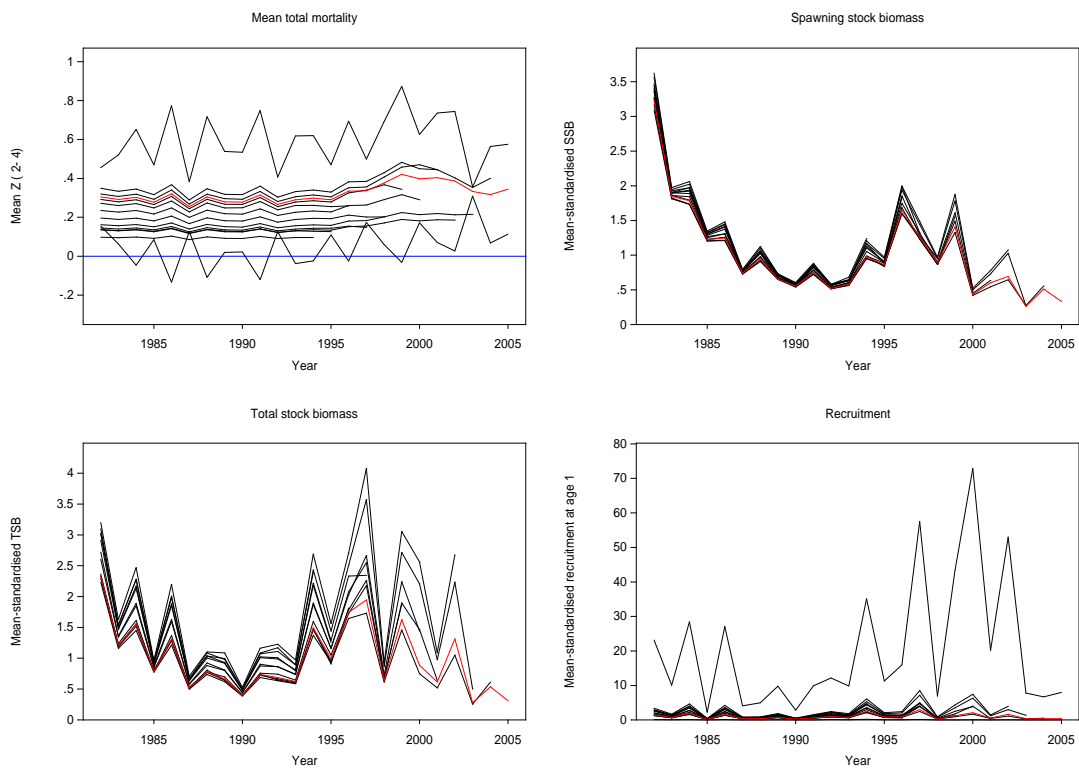 Mean total mortality
1
.8
.6
.4
.2
0
.2
Mean Z ( 2- 4)
1985 1990 1995 2000 2005
Year
Spawning stock biomass
3.5
3
2.5
2
1.5
1
.5
0
Mean-standardised SSB
1985 1990 1995 2000 2005
Year
Total stock biomass
4
3.5
3
2.5
2
1.5
1
.5
0
Mean-standardised TSB
1985 1990 1995 2000 2005
Year
Recruitment
80
70
60
50
40
30
20
10
0
Mean-standardised recruitment at age 1
1985 1990 1995 2000 2005
Year